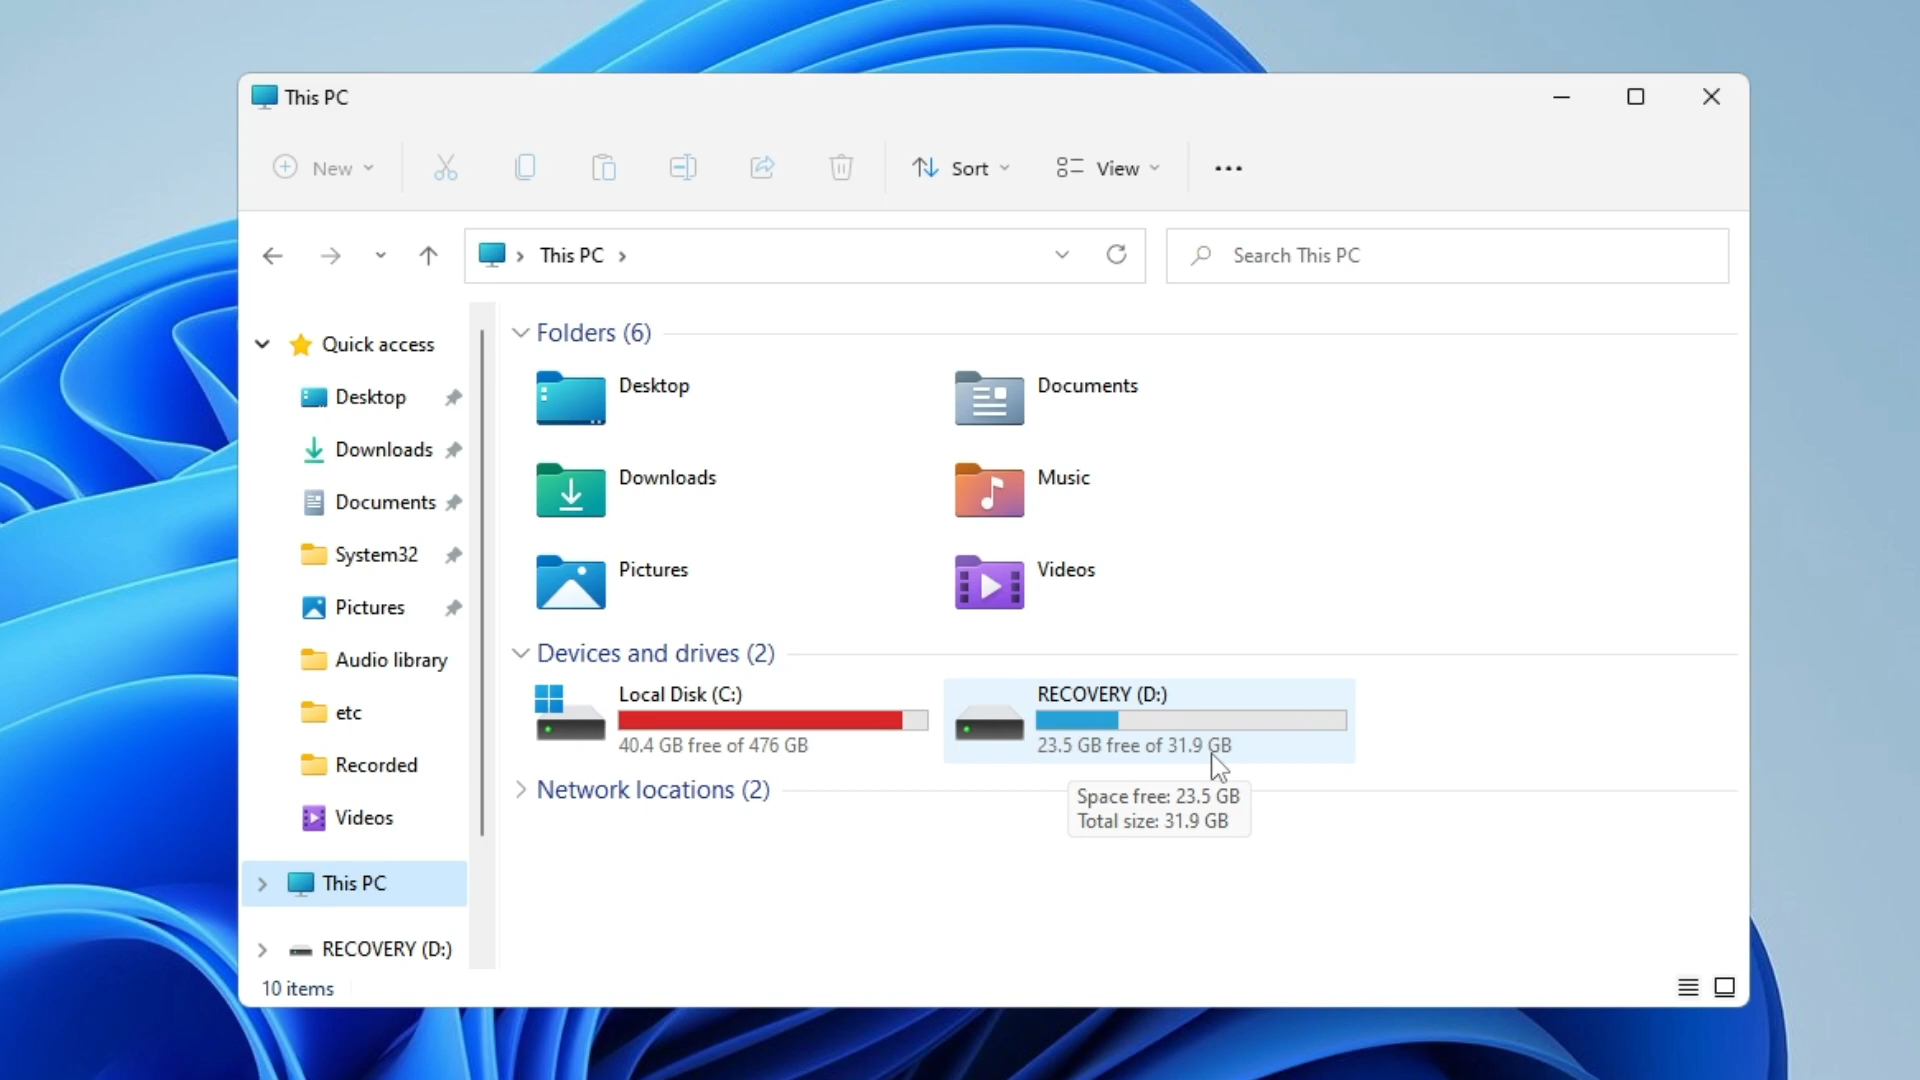 This PC
New
Sort
View
This PC
Search This PC
Quick access
Desktop
Downloads
Documents
System32
Pictures
Audio library
etc
Recorded
Videos
This PC
RECOVERY (D:)
Folders (6)
Desktop
Documents
Downloads
Music
Pictures
Videos
Devices and drives (2)
Local Disk (C:)
40.4 GB free of 476 GB
RECOVERY (D:)
23.5 GB free of 31.9 GB
Network locations (2)
Space free: 23.5 GB
Total size: 31.9 GB
10 items